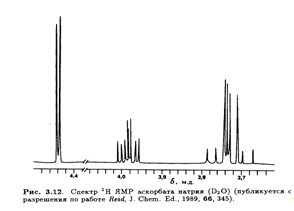 4,4 4,0 3,9 3,8 3,7
δ, м.д.
Рис. 3.12. Спектр ¹H ЯМР аскорбата натрия (D₂O) (публикуется с
разрешения по работе Reid, J. Chem. Ed., 1989, 66, 345).